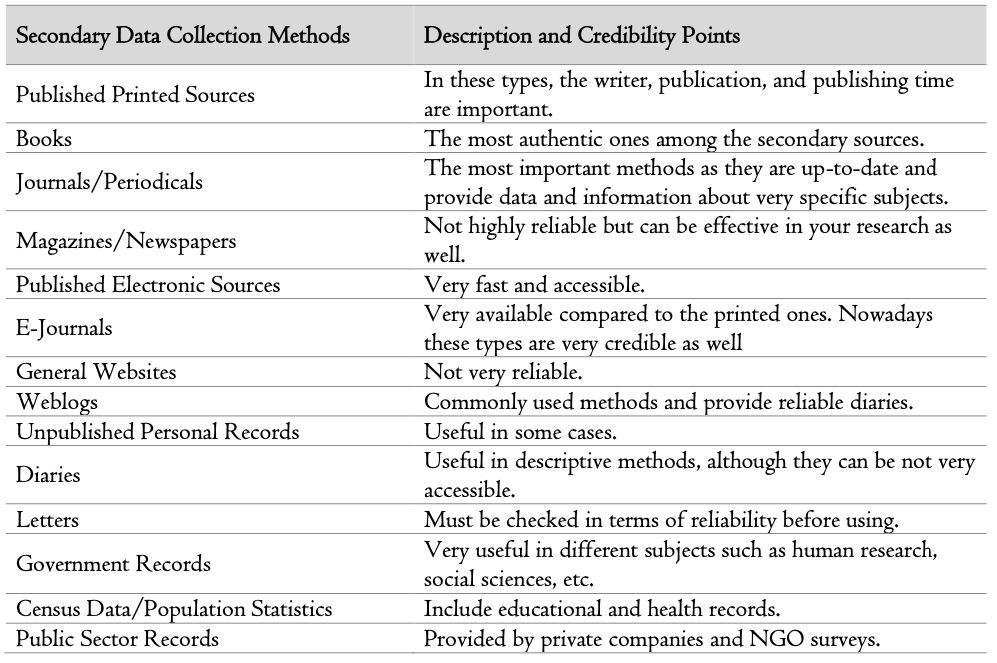 Secondary Data Collection Methods Description and Credibility Points
Published Printed Sources In these types, the writer, publication, and publishing time
are important.
Books The most authentic ones among the secondary sources.
Journals/Periodicals The most important methods as they are up-to-date and
provide data and information about very specific subjects.
Magazines/Newspapers Not highly reliable but can be effective in your research as
well.
Published Electronic Sources Very fast and accessible.
E-Journals Very available compared to the printed ones. Nowadays
these types are very credible as well
General Websites Not very reliable.
Weblogs Commonly used methods and provide reliable diaries.
Unpublished Personal Records Useful in some cases.
Diaries Useful in descriptive methods, although they can be not very
accessible.
Letters Must be checked in terms of reliability before using.
Government Records Very useful in different subjects such as human research,
social sciences, etc.
Census Data/Population Statistics Include educational and health records.
Public Sector Records Provided by private companies and NGO surveys.